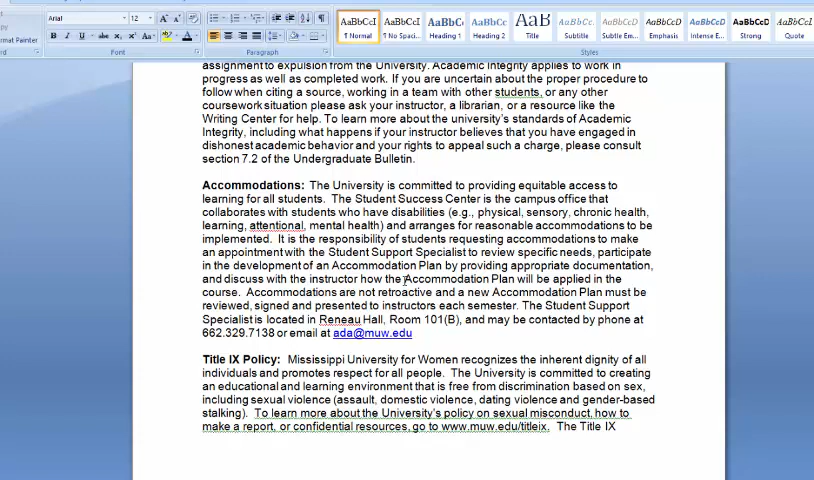 Arial
12
B I U abc x₂ x² Aa
AaBbCcI AaBbCcI AaBbC AaBbCc AaB AaBbCcI AaBbCcD AaBbCcD AaBbCcD AaBbCcD AaBbCcD
¶ Normal ¶ No Spaci... Heading 1 Heading 2 Title Subtitle Subtle Em... Emphasis Intense E... Strong Quote
mat Painter
Font Paragraph Styles
assignment to expulsion from the University. Academic Integrity applies to work in
progress as well as completed work. If you are uncertain about the proper procedure to
follow when citing a source, working in a team with other students, or any other
coursework situation please ask your instructor, a librarian, or a resource like the
Writing Center for help. To learn more about the university's standards of Academic
Integrity, including what happens if your instructor believes that you have engaged in
dishonest academic behavior and your rights to appeal such a charge, please consult
section 7.2 of the Undergraduate Bulletin.
Accommodations: The University is committed to providing equitable access to
learning for all students. The Student Success Center is the campus office that
collaborates with students who have disabilities (e.g., physical, sensory, chronic health,
learning, attentional, mental health) and arranges for reasonable accommodations to be
implemented. It is the responsibility of students requesting accommodations to make
an appointment with the Student Support Specialist to review specific needs, participate
in the development of an Accommodation Plan by providing appropriate documentation,
and discuss with the instructor how the Accommodation Plan will be applied in the
course. Accommodations are not retroactive and a new Accommodation Plan must be
reviewed, signed and presented to instructors each semester. The Student Support
Specialist is located in Reneau Hall, Room 101(B), and may be contacted by phone at
662.329.7138 or email at ada@muw.edu
Title IX Policy: Mississippi University for Women recognizes the inherent dignity of all
individuals and promotes respect for all people. The University is committed to creating
an educational and learning environment that is free from discrimination based on sex,
including sexual violence (assault, domestic violence, dating violence and gender-based
stalking). To learn more about the University's policy on sexual misconduct, how to
make a report, or confidential resources, go to www.muw.edu/titleix. The Title IX